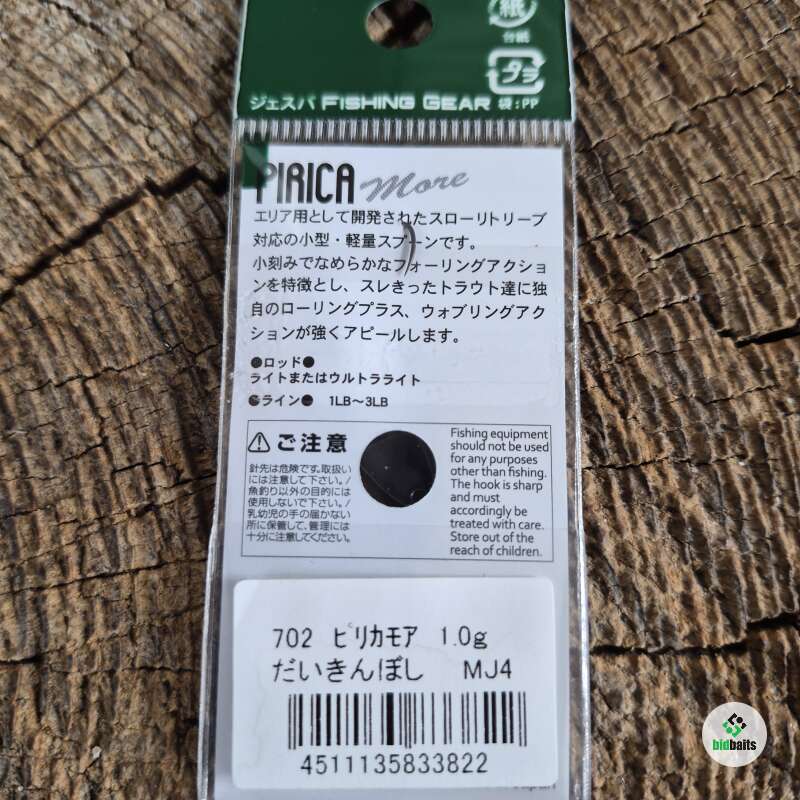 紙
台紙
プラ
ジェスパ FISHING GEAR 袋:PP
PIRICA More
エリア用として開発されたスローリトリーブ
対応の小型・軽量スプーンです。
小刻みでなめらかなフォーリングアクショ
ンを特徴とし、スレきったトラウト達に独
自のローリングプラス、ウォブリングアク
ションが強くアピールします。
●ロッド●
ライトまたはウルトラライト
●ライン● 1LB〜3LB
⚠ご注意
針先は危険です。取扱い
には注意して下さい。/
魚釣り以外の目的には
使用しないで下さい。/
乳幼児の手の届かない
所に保管して、管理には
十分に注意してください。
Fishing equipment
should not be used
for any purposes
other than fishing.
The hook is sharp
and must
accordingly be
treated with care.
Store out of the
reach of children.
702 ピリカモア 1.0g
だいきんぼし MJ4
4511135833822
bidbaits